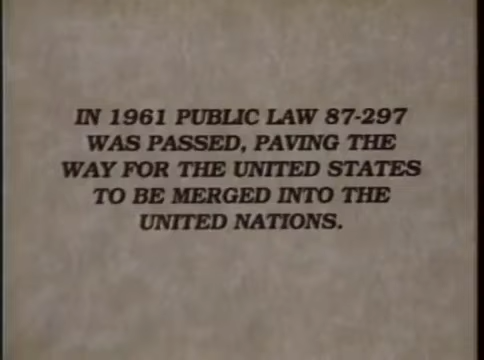 IN 1961 PUBLIC LAW 87-297
WAS PASSED, PAVING THE
WAY FOR THE UNITED STATES
TO BE MERGED INTO THE
UNITED NATIONS.